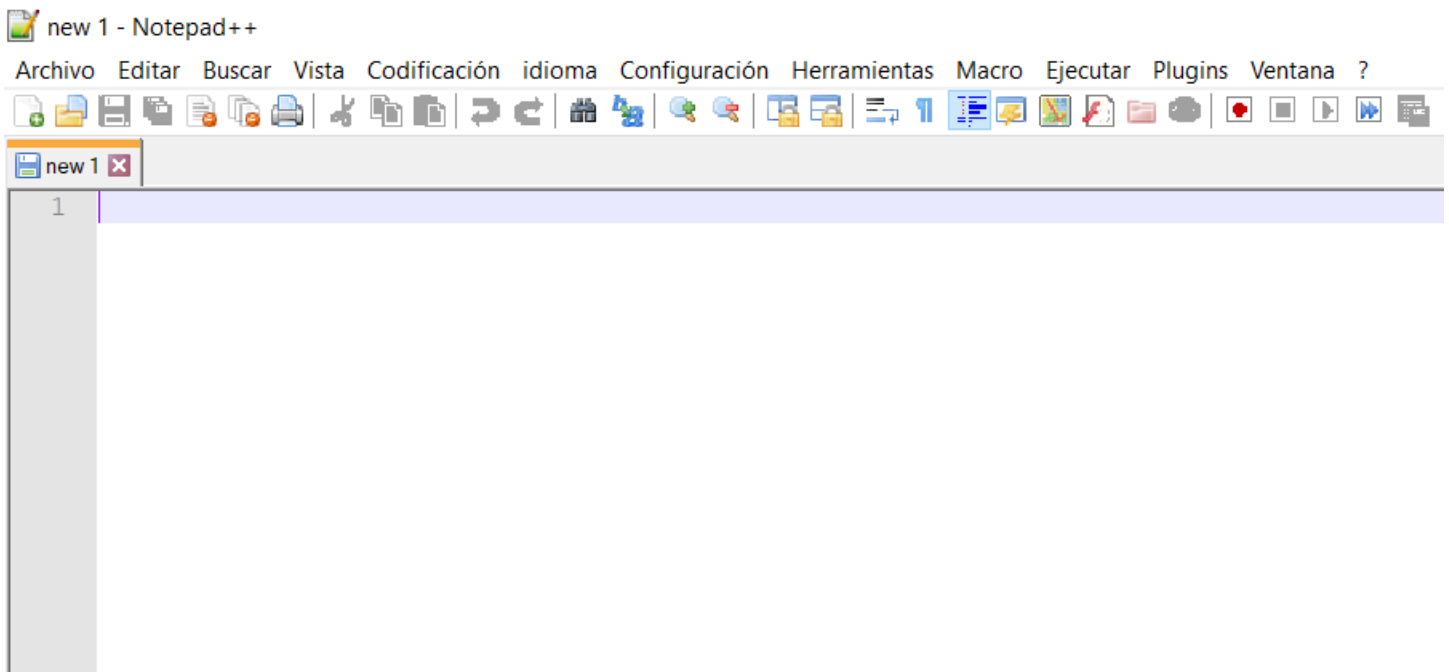 new 1 - Notepad++
Archivo Editar Buscar Vista Codificación idioma Configuración Herramientas Macro Ejecutar Plugins Ventana ?
new 1
1